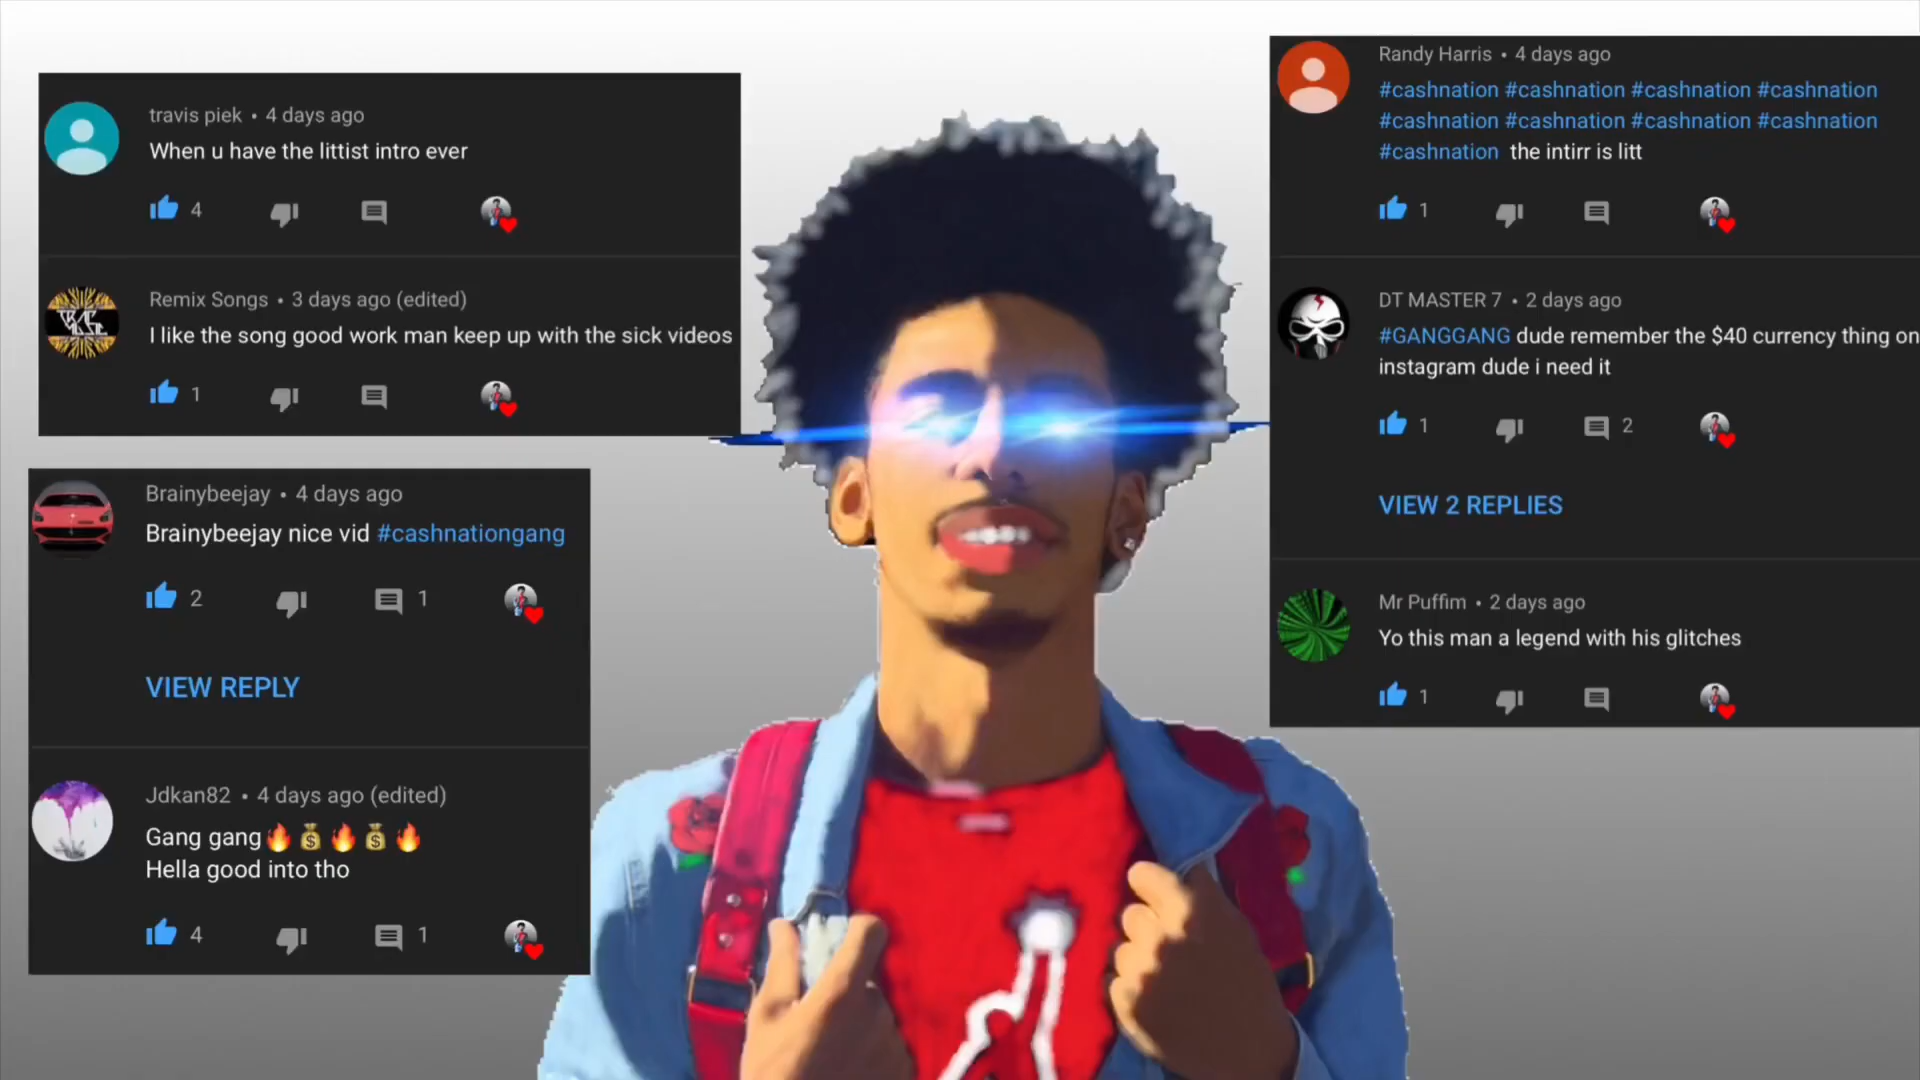 travis piek • 4 days ago
When u have the littist intro ever
4
Remix Songs • 3 days ago (edited)
I like the song good work man keep up with the sick videos
1
Brainybeejay • 4 days ago
Brainybeejay nice vid #cashnationgang
2 1
VIEW REPLY
Jdkan82 • 4 days ago (edited)
Gang gang🔥💰🔥💰🔥
Hella good into tho
4 1
Randy Harris • 4 days ago
#cashnation #cashnation #cashnation #cashnation
#cashnation #cashnation #cashnation #cashnation
#cashnation the intirr is litt
1
DT MASTER 7 • 2 days ago
#GANGGANG dude remember the $40 currency thing on
instagram dude i need it
1 2
VIEW 2 REPLIES
Mr Puffim • 2 days ago
Yo this man a legend with his glitches
1